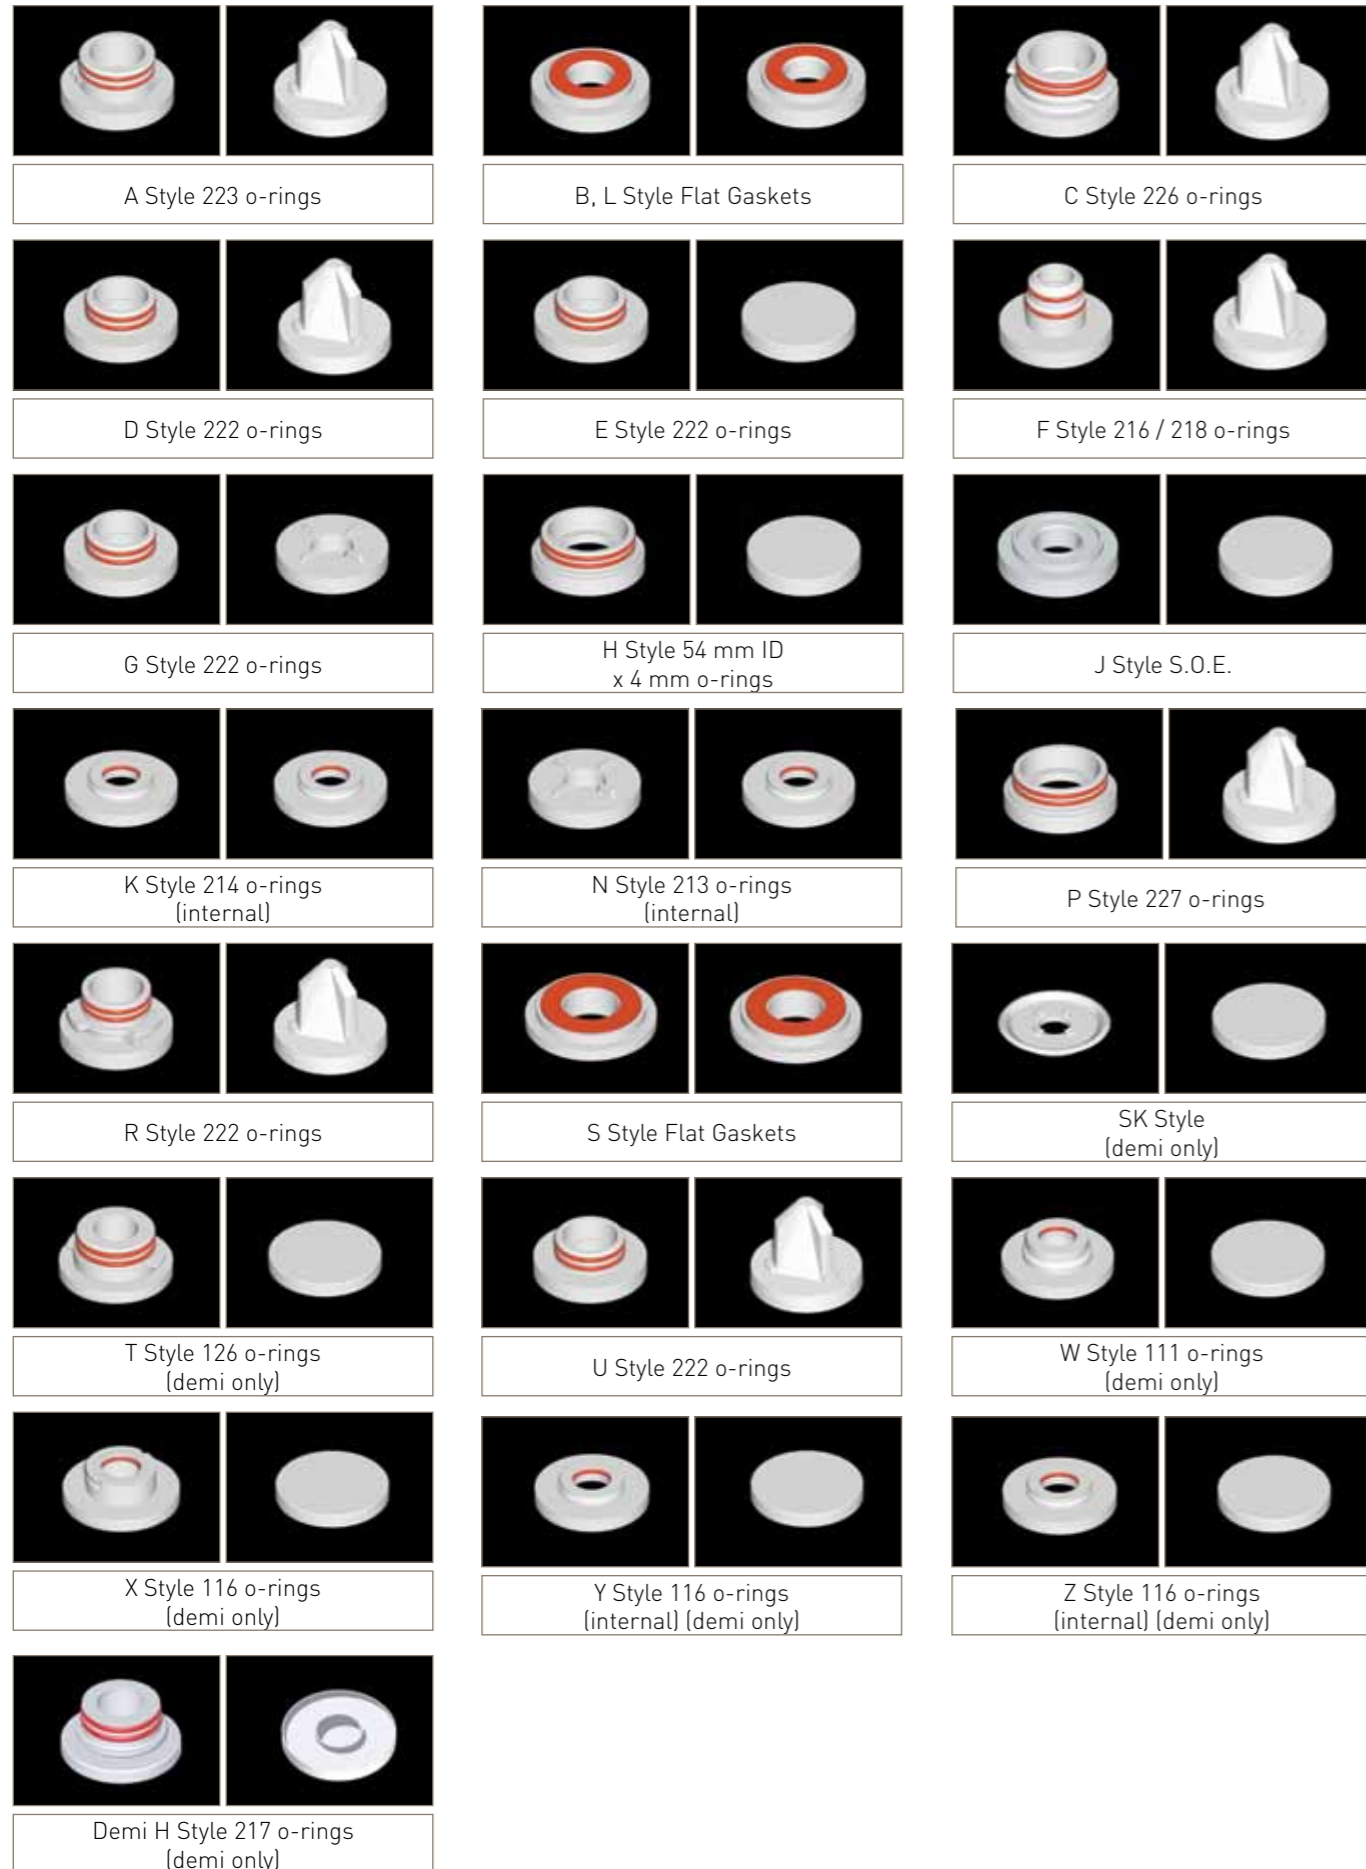 A Style 223 o-rings
B, L Style Flat Gaskets
C Style 226 o-rings
D Style 222 o-rings
E Style 222 o-rings
F Style 216 / 218 o-rings
G Style 222 o-rings
H Style 54 mm ID
x 4 mm o-rings
J Style S.O.E.
K Style 214 o-rings
(internal)
N Style 213 o-rings
(internal)
P Style 227 o-rings
R Style 222 o-rings
S Style Flat Gaskets
SK Style
(demi only)
T Style 126 o-rings
(demi only)
U Style 222 o-rings
W Style 111 o-rings
(demi only)
X Style 116 o-rings
(demi only)
Y Style 116 o-rings
(internal) (demi only)
Z Style 116 o-rings
(internal) (demi only)
Demi H Style 217 o-rings
(demi only)